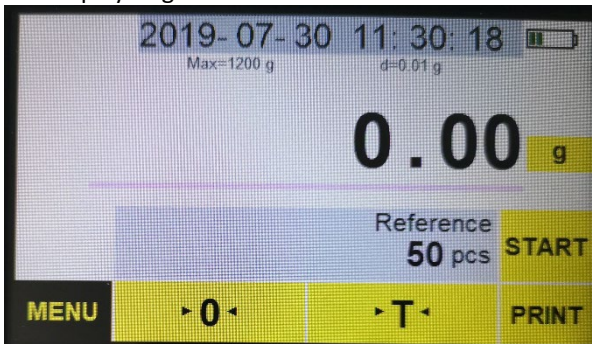 2019-07-30 11:30:18
Max=1200 g d=0.01 g
0.00 g
Reference
50 pcs START
MENU ▸0◂ ▸T◂ PRINT